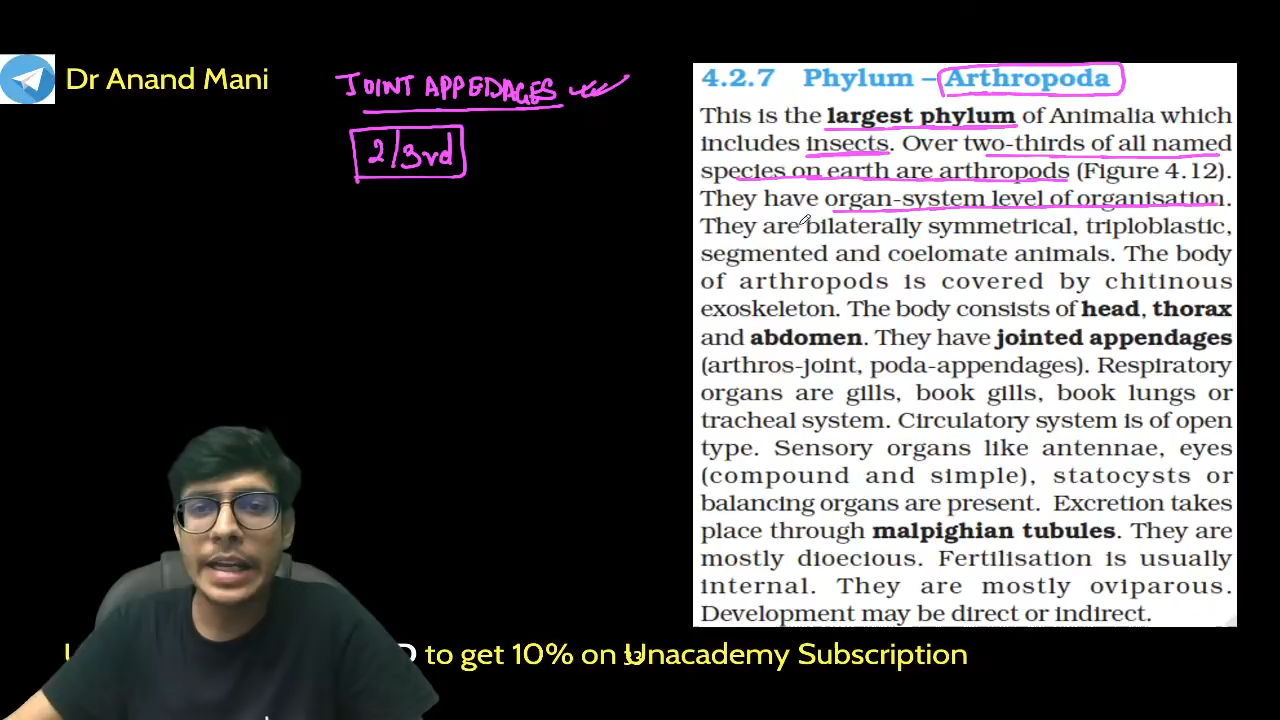 Dr Anand Mani
JOINT APPEDAGES
2/3rd
4.2.7 Phylum – Arthropoda
This is the largest phylum of Animalia which
includes insects. Over two-thirds of all named
species on earth are arthropods (Figure 4.12).
They have organ-system level of organisation.
They are bilaterally symmetrical, triploblastic,
segmented and coelomate animals. The body
of arthropods is covered by chitinous
exoskeleton. The body consists of head, thorax
and abdomen. They have jointed appendages
(arthros-joint, poda-appendages). Respiratory
organs are gills, book gills, book lungs or
tracheal system. Circulatory system is of open
type. Sensory organs like antennae, eyes
(compound and simple), statocysts or
balancing organs are present. Excretion takes
place through malpighian tubules. They are
mostly dioecious. Fertilisation is usually
internal. They are mostly oviparous.
Development may be direct or indirect.
to get 10% on Unacademy Subscription
33